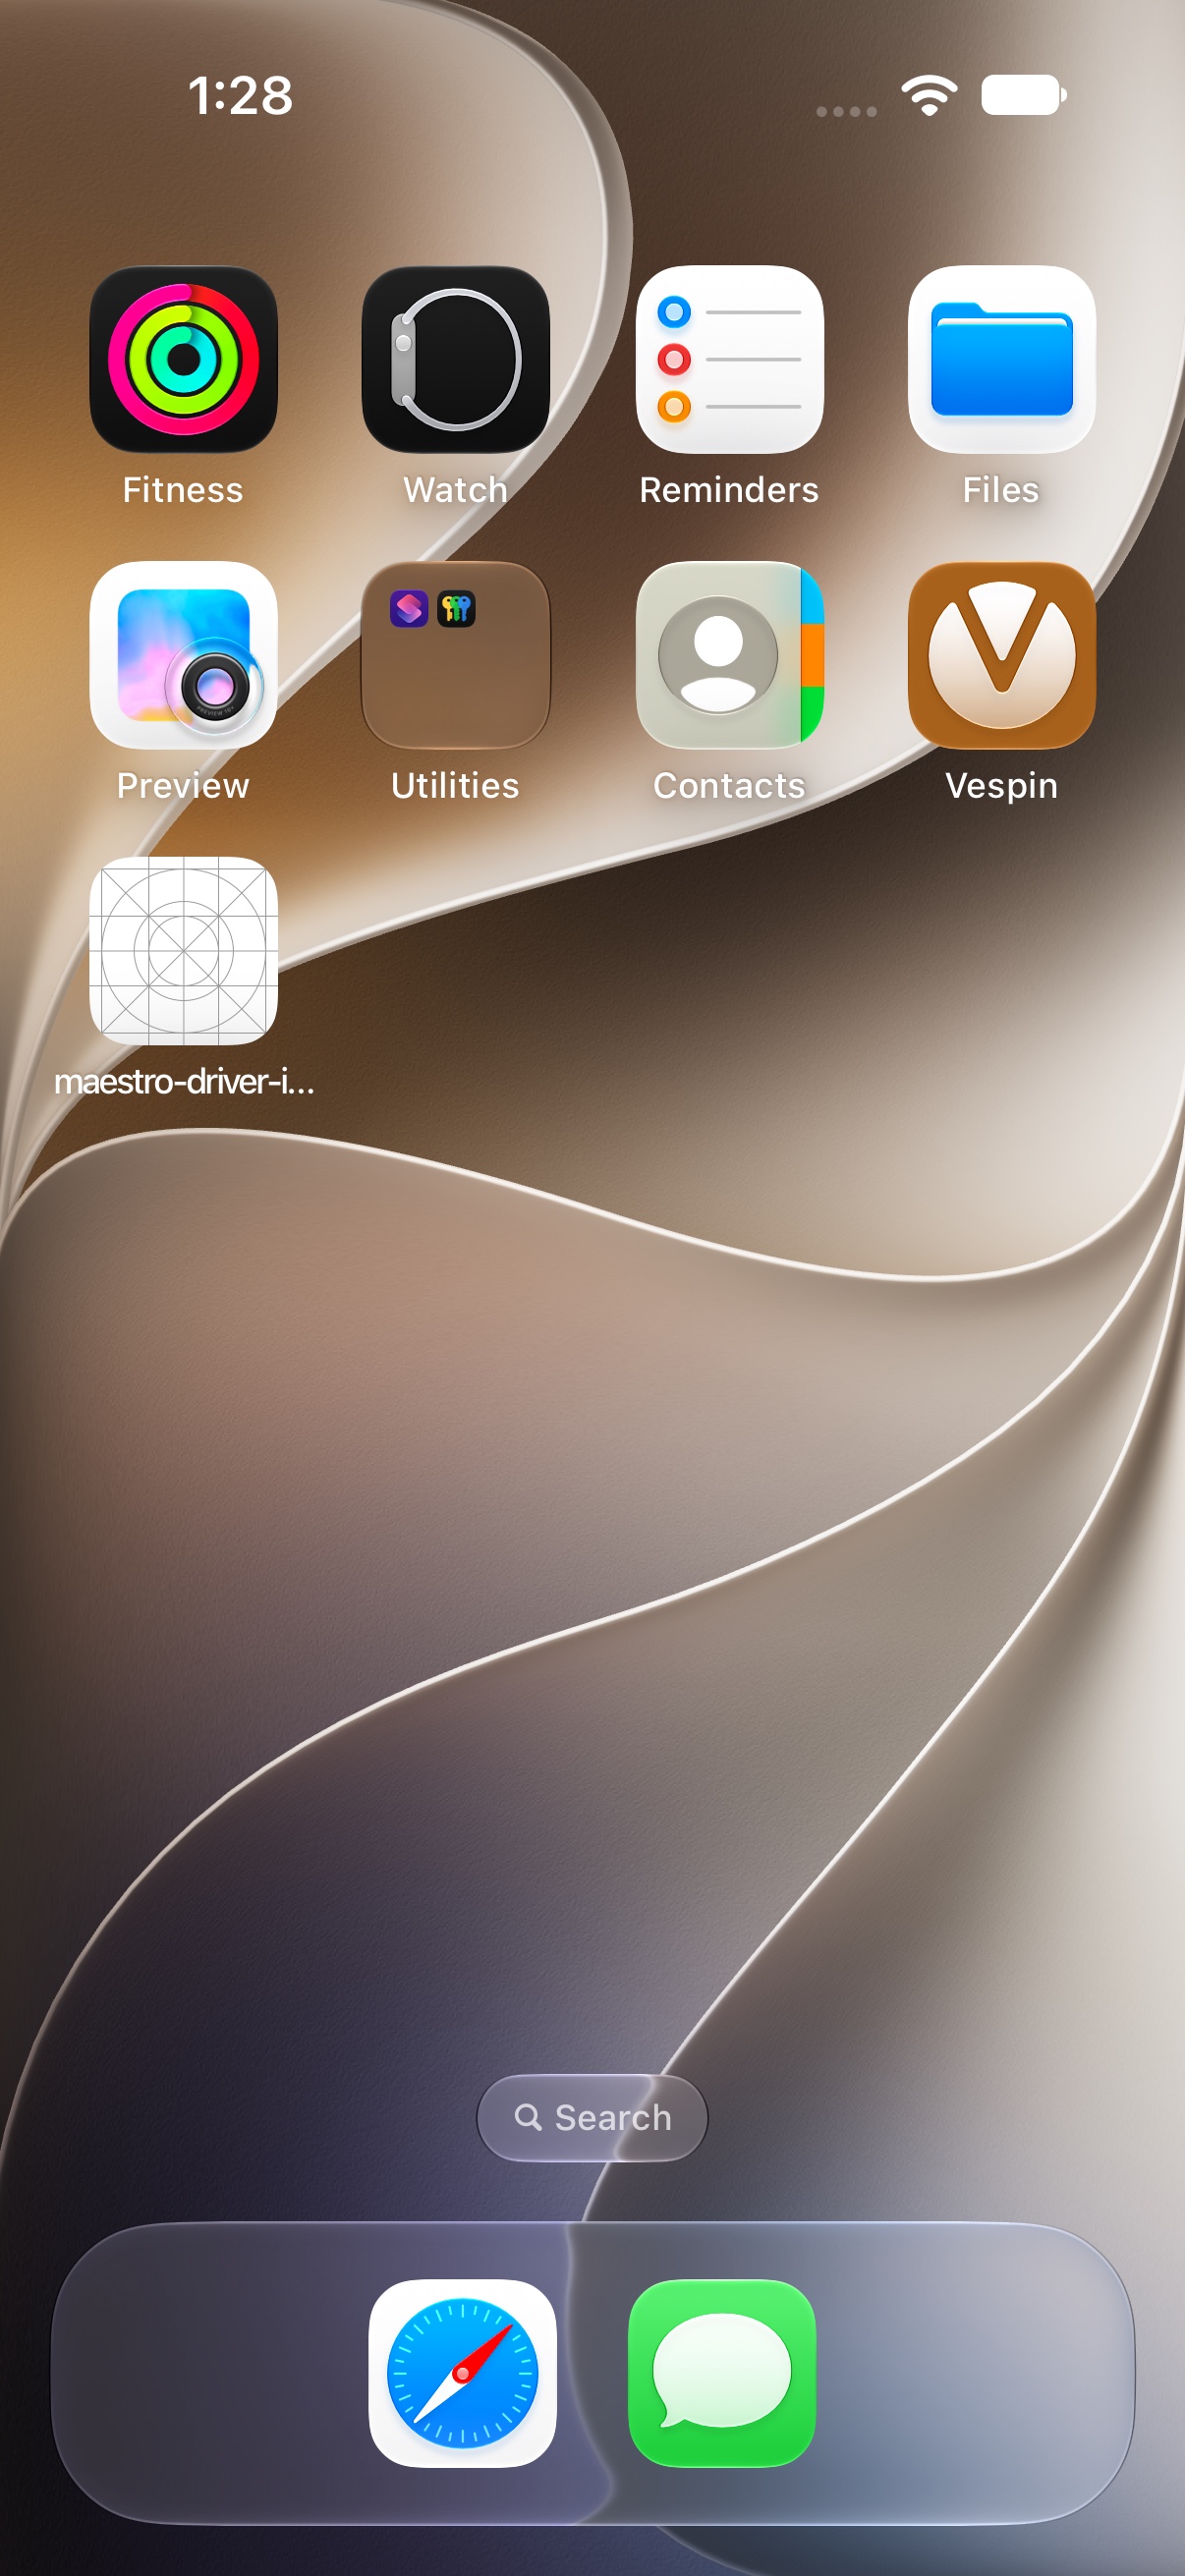 1:28
Fitness
Watch
Reminders
Files
Preview
Utilities
Contacts
Vespin
maestro-driver-i...
Search